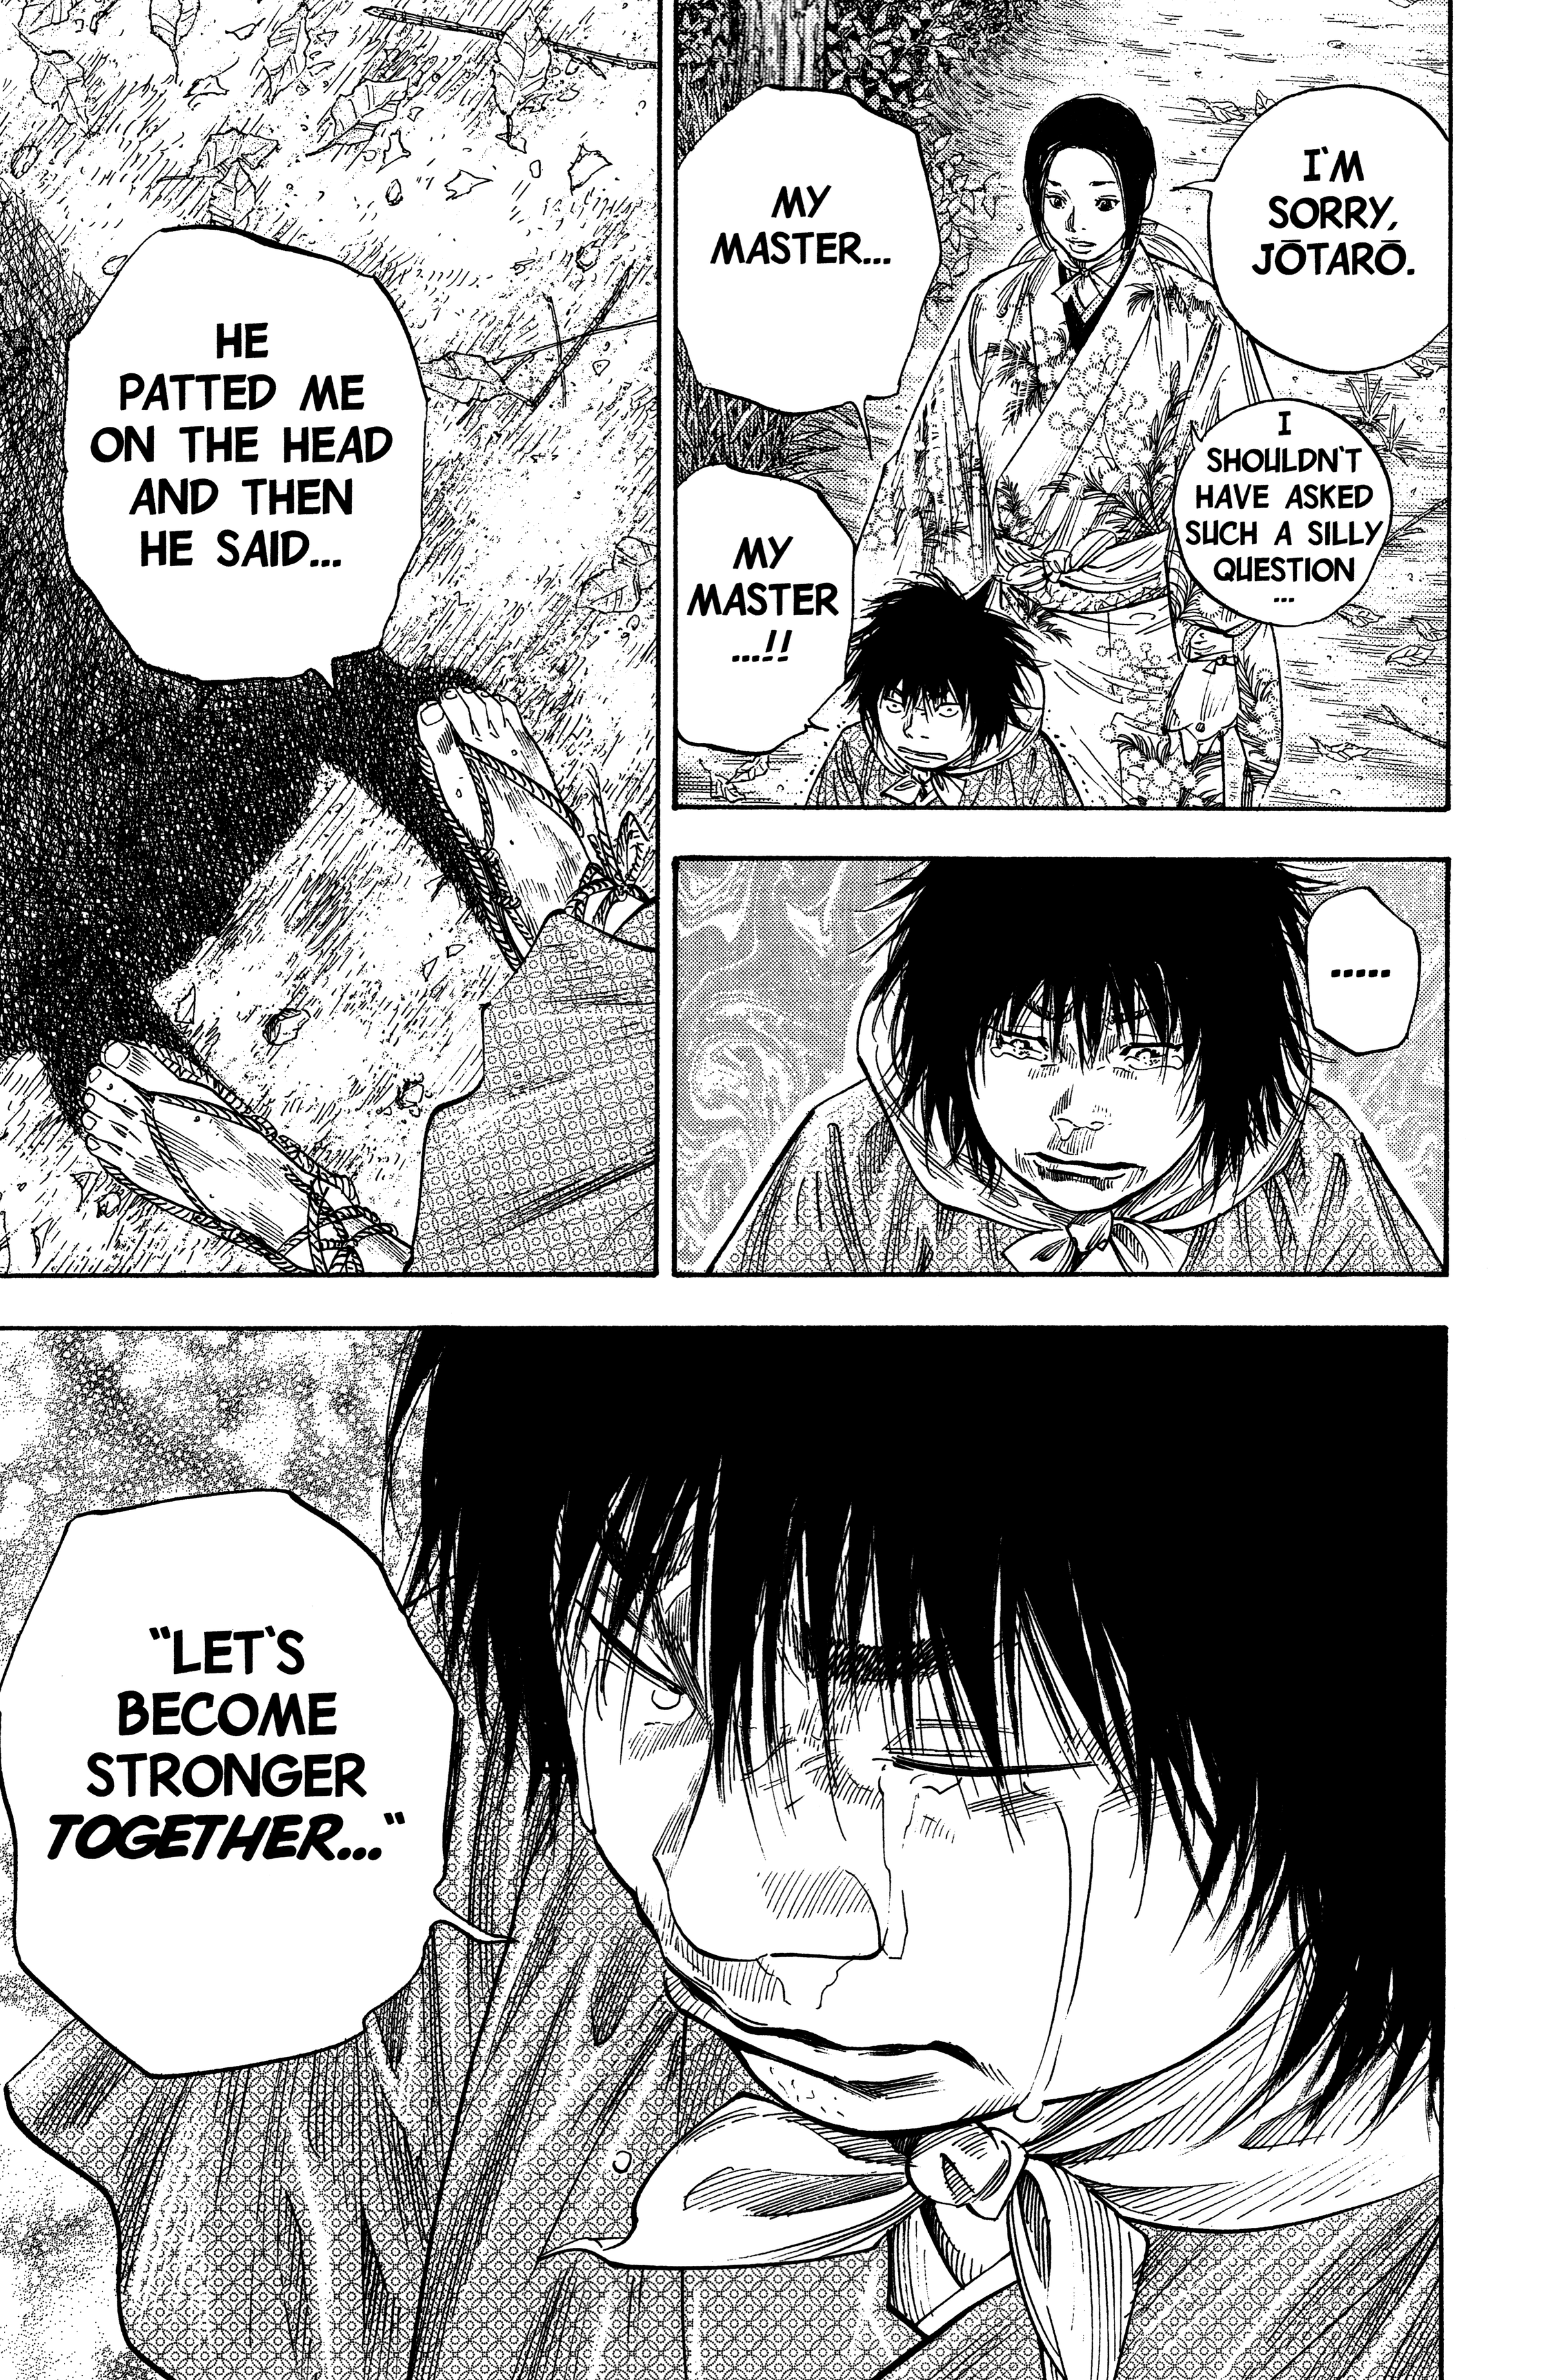 I'M
SORRY,
JŌTARŌ.
I
SHOULDN'T
HAVE ASKED
SUCH A SILLY
QUESTION
...
MY
MASTER...
MY
MASTER
...!!
......
HE
PATTED ME
ON THE HEAD
AND THEN
HE SAID...
"LET'S
BECOME
STRONGER
TOGETHER..."